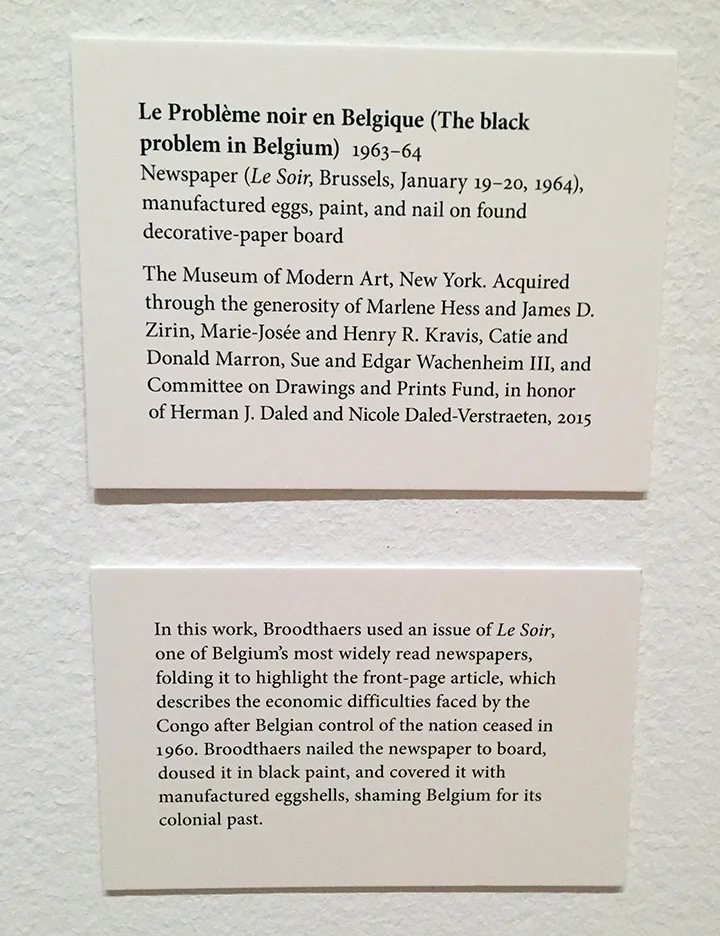 Le Problème noir en Belgique (The black
problem in Belgium) 1963–64
Newspaper (Le Soir, Brussels, January 19–20, 1964),
manufactured eggs, paint, and nail on found
decorative-paper board
The Museum of Modern Art, New York. Acquired
through the generosity of Marlene Hess and James D.
Zirin, Marie-Josée and Henry R. Kravis, Catie and
Donald Marron, Sue and Edgar Wachenheim III, and
Committee on Drawings and Prints Fund, in honor
of Herman J. Daled and Nicole Daled-Verstraeten, 2015
In this work, Broodthaers used an issue of Le Soir,
one of Belgium’s most widely read newspapers,
folding it to highlight the front-page article, which
describes the economic difficulties faced by the
Congo after Belgian control of the nation ceased in
1960. Broodthaers nailed the newspaper to board,
doused it in black paint, and covered it with
manufactured eggshells, shaming Belgium for its
colonial past.